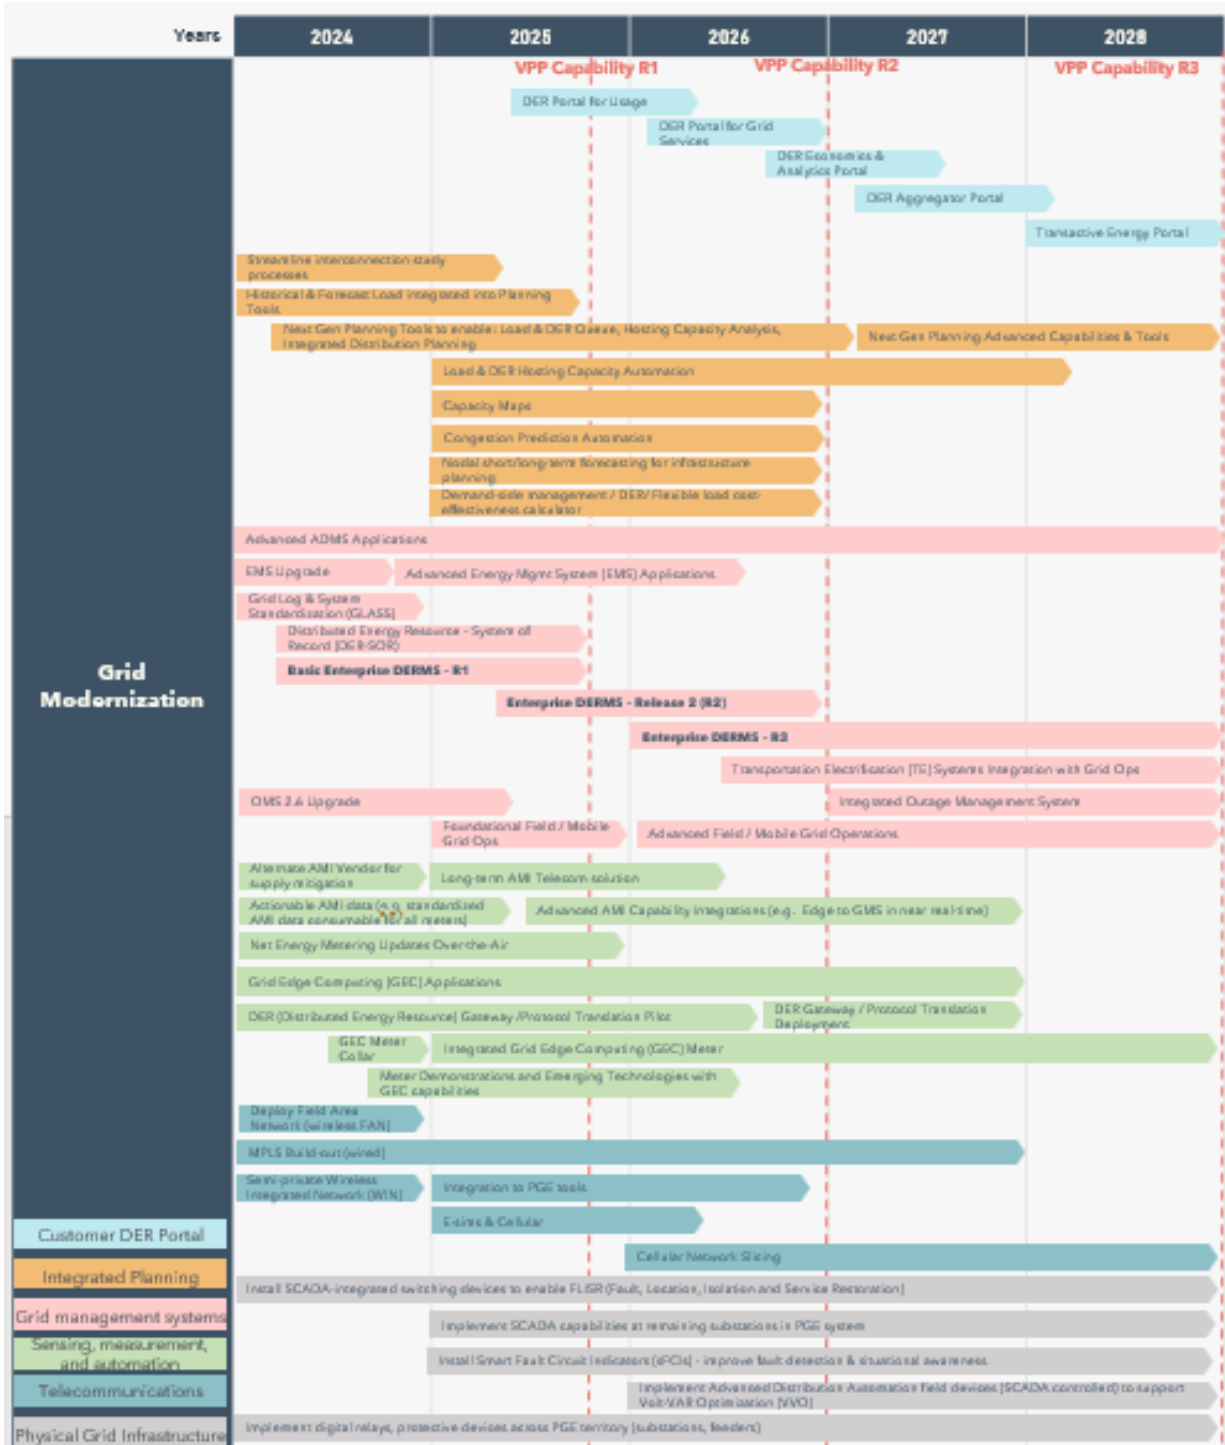 Years
2024
2025
2026
2027
2028
VPP Capability R1
VPP Capability R2
VPP Capability R3
DER Portal for Usage
DER Portal for Grid
Services
DER Economics &
Analytics Portal
DER Aggregator Portal
Transactive Energy Portal
Streamline interconnection study
processes
Historical & Forecast Load integrated into Planning
Tools
Next Gen Planning Tools to enable: Load & DER Queue, Hosting Capacity Analysis,
Integrated Distribution Planning
Next Gen Planning Advanced Capabilities & Tools
Load & DER Hosting Capacity Automation
Capacity Maps
Congestion Prediction Automation
Nodal short/long-term forecasting for infrastructure
planning
Demand-side management / DER/ Flexible load cost-
effectiveness calculator
Advanced ADMS Applications
EMS Upgrade
Advanced Energy Mgmt System (EMS) Applications
Grid Log & System
Standardization (GLASS)
Distributed Energy Resource - System of
Record (DER-SOR)
Grid
Modernization
Basic Enterprise DERMS - R1
Enterprise DERMS - Release 2 (R2)
Enterprise DERMS - R3
Transportation Electrification (TE) Systems Integration with Grid Ops
OMS 2.6 Upgrade
Integrated Outage Management System
Foundational Field / Mobile
Grid Ops
Advanced Field / Mobile Grid Operations
Alternate AMI Vendor for
supply mitigation
Long-term AMI Telecom solution
Actionable AMI data (e.g. standardized
AMI data consumable for all meters)
Advanced AMI Capability Integrations (e.g. Edge to GMS in near real-time)
Net Energy Metering Updates Over-the-Air
Grid Edge Computing (GEC) Applications
DER (Distributed Energy Resource) Gateway /Protocol Translation Pilot
DER Gateway / Protocol Translation
Deployment
GEC Meter
Collar
Integrated Grid Edge Computing (GEC) Meter
Meter Demonstrations and Emerging Technologies with
GEC capabilities
Deploy Field Area
Network (wireless FAN)
MPLS Build-out (wired)
Semi-private Wireless
Integrated Network (WIN)
Integration to PGE tools
E-sims & Cellular
Cellular Network Slicing
Install SCADA-integrated switching devices to enable FLISR (Fault, Location, Isolation and Service Restoration)
Implement SCADA capabilities at remaining substations in PGE system
Install Smart Fault Circuit Indicators (sFCIs) - improve fault detection & situational awareness
Implement Advanced Distribution Automation field devices (SCADA controlled) to support
Volt-VAR Optimization (VVO)
Implement digital relays, protective devices across PGE territory (substations, feeders)
Customer DER Portal
Integrated Planning
Grid management systems
Sensing, measurement,
and automation
Telecommunications
Physical Grid Infrastructure